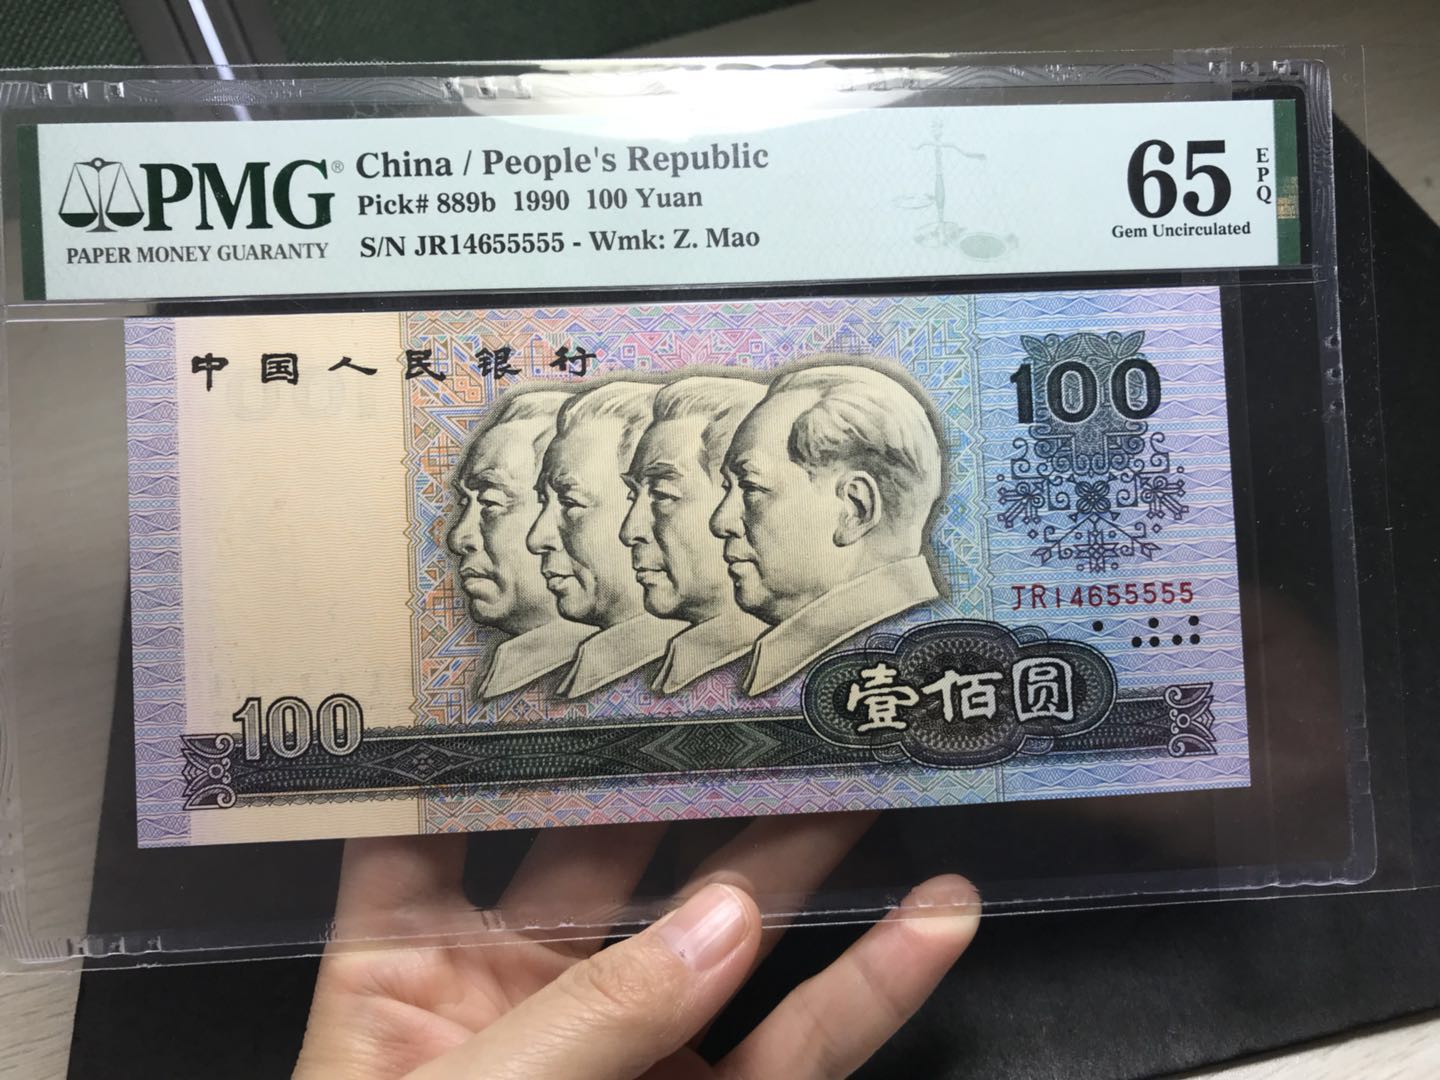 PMG® China / People's Republic
Pick# 889b 1990 100 Yuan
PAPER MONEY GUARANTY
S/N JR14655555 - Wmk: Z. Mao
65 EPQ
Gem Uncirculated
中国人民银行
100
JR14655555
壹佰圆
100